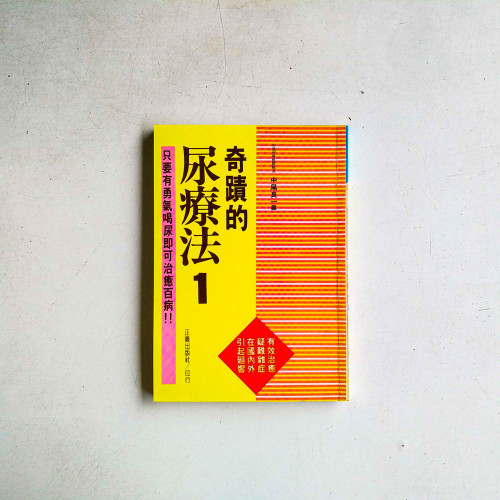 奇蹟的
尿療法1
只要有勇氣喝尿即可治癒百病!!
有效治癒
疑難雜症
在國內外
引起迴響
正義出版社/印行